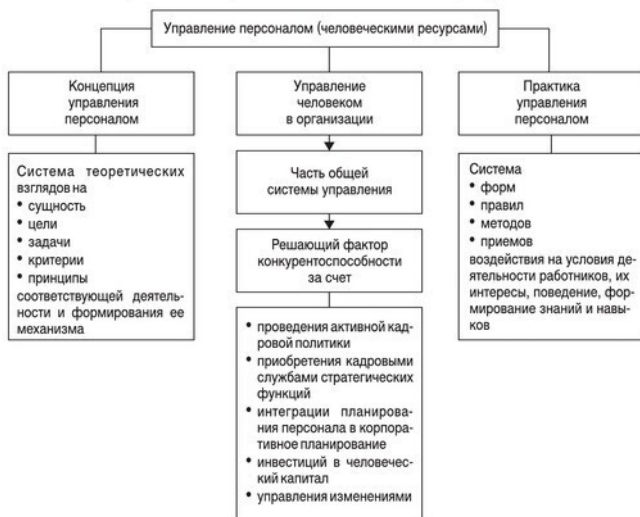 Управление персоналом (человеческими ресурсами)
Концепция
управления
персоналом
Система теоретических
взглядов на
• сущность
• цели
• задачи
• критерии
• принципы
соответствующей деятель-
ности и формирования ее
механизма
Управление
человеком
в организации
Часть общей
системы управления
Решающий фактор
конкурентоспособности
за счет
• проведения активной кад-
ровой политики
• приобретения кадровыми
службами стратегических
функций
• интеграции планирова-
ния персонала в корпора-
тивное планирование
• инвестиций в человечес-
кий капитал
• управления изменениями
Практика
управления
персоналом
Система
• форм
• правил
• методов
• приемов
воздействия на условия де-
ятельности работников, их
интересы, поведение, фор-
мирование знаний и навы-
ков